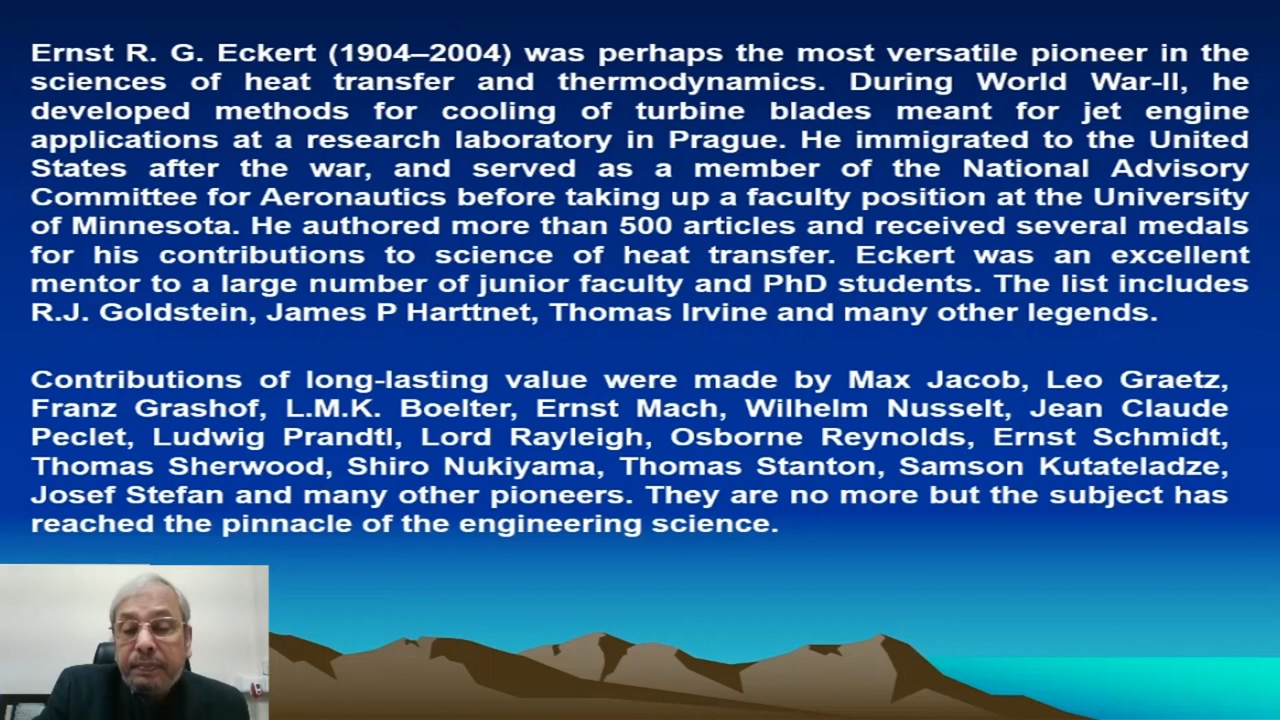 Ernst R. G. Eckert (1904–2004) was perhaps the most versatile pioneer in the
sciences of heat transfer and thermodynamics. During World War-II, he
developed methods for cooling of turbine blades meant for jet engine
applications at a research laboratory in Prague. He immigrated to the United
States after the war, and served as a member of the National Advisory
Committee for Aeronautics before taking up a faculty position at the University
of Minnesota. He authored more than 500 articles and received several medals
for his contributions to science of heat transfer. Eckert was an excellent
mentor to a large number of junior faculty and PhD students. The list includes
R.J. Goldstein, James P Harttnet, Thomas Irvine and many other legends.
Contributions of long-lasting value were made by Max Jacob, Leo Graetz,
Franz Grashof, L.M.K. Boelter, Ernst Mach, Wilhelm Nusselt, Jean Claude
Peclet, Ludwig Prandtl, Lord Rayleigh, Osborne Reynolds, Ernst Schmidt,
Thomas Sherwood, Shiro Nukiyama, Thomas Stanton, Samson Kutateladze,
Josef Stefan and many other pioneers. They are no more but the subject has
reached the pinnacle of the engineering science.